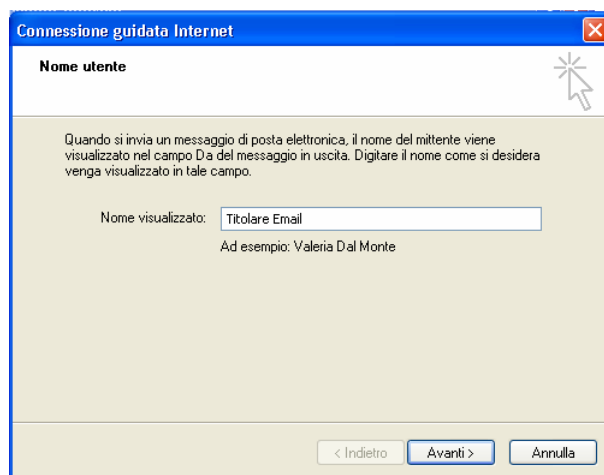 Connessione guidata Internet
Nome utente
Quando si invia un messaggio di posta elettronica, il nome del mittente viene
visualizzato nel campo Da del messaggio in uscita. Digitare il nome come si desidera
venga visualizzato in tale campo.
Nome visualizzato: Titolare Email
Ad esempio: Valeria Dal Monte
< Indietro Avanti > Annulla